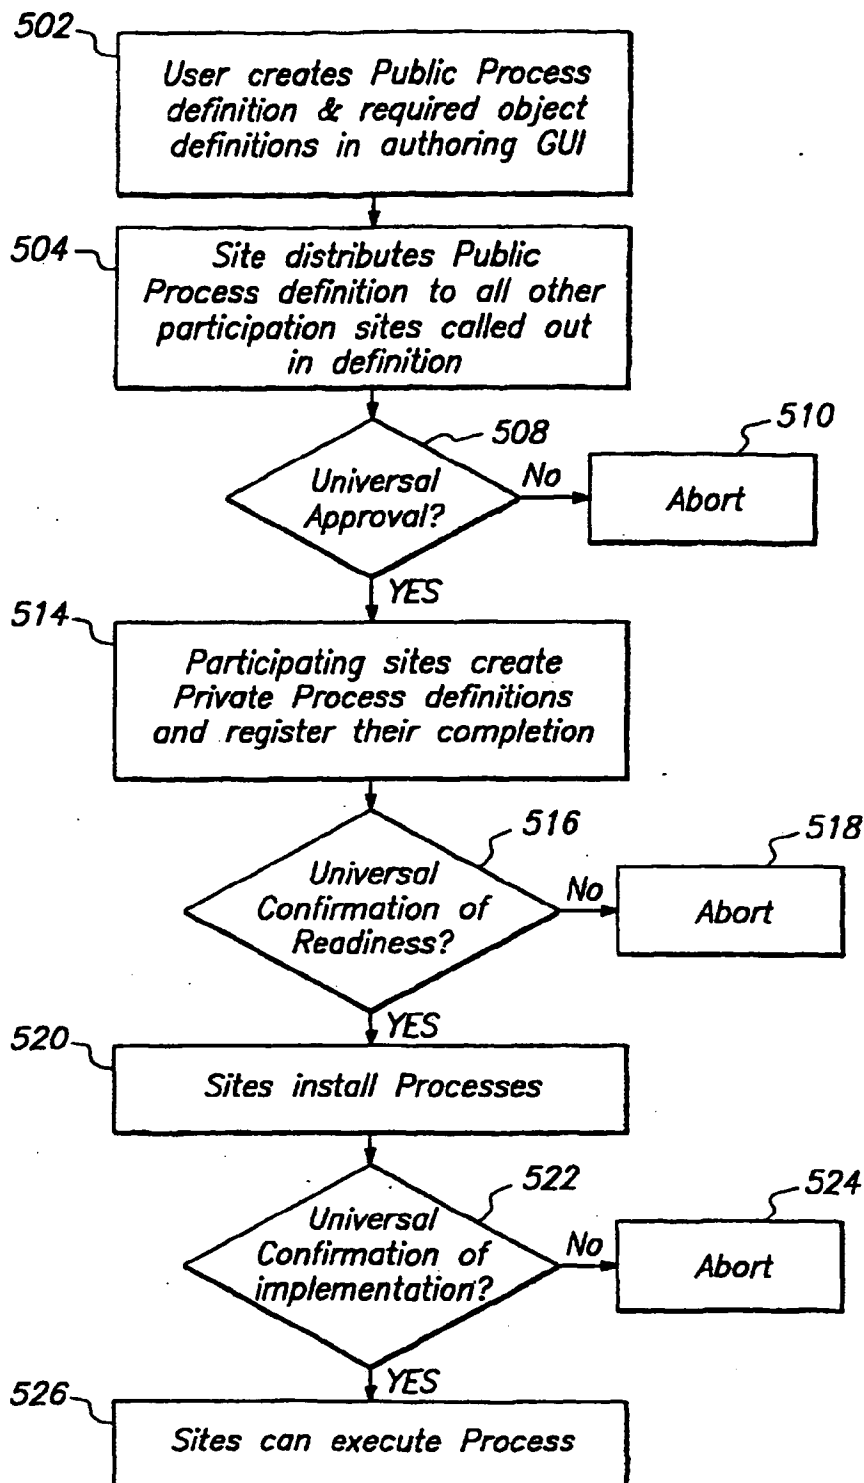 502
User creates Public Process
definition & required object
definitions in authoring GUI
504
Site distributes Public
Process definition to all other
participation sites called out
in definition
508
Universal
Approval?
No
510
Abort
YES
514
Participating sites create
Private Process definitions
and register their completion
516
Universal
Confirmation of
Readiness?
No
518
Abort
YES
520
Sites install Processes
522
Universal
Confirmation of
implementation?
No
524
Abort
YES
526
Sites can execute Process